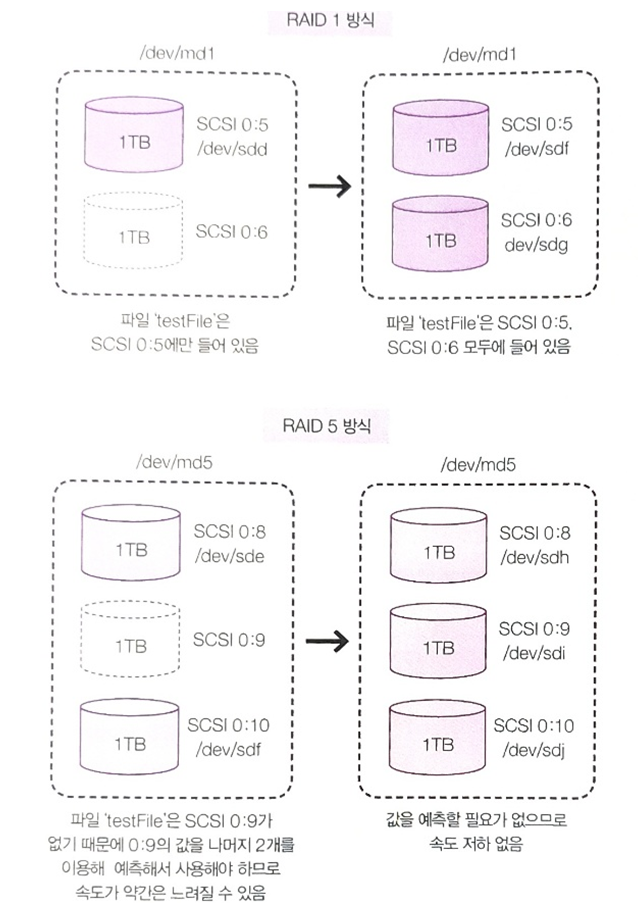 RAID 1 방식
/dev/md1
1TB
SCSI 0:5
/dev/sdd
1TB
SCSI 0:6
파일 'testFile'은
SCSI 0:5에만 들어 있음
/dev/md1
1TB
SCSI 0:5
/dev/sdf
1TB
SCSI 0:6
dev/sdg
파일 'testFile'은 SCSI 0:5,
SCSI 0:6 모두에 들어 있음
RAID 5 방식
/dev/md5
1TB
SCSI 0:8
/dev/sde
1TB
SCSI 0:9
1TB
SCSI 0:10
/dev/sdf
파일 'testFile'은 SCSI 0:9가
없기 때문에 0:9의 값을 나머지 2개를
이용해 예측해서 사용해야 하므로
속도가 약간은 느려질 수 있음
/dev/md5
1TB
SCSI 0:8
/dev/sdh
1TB
SCSI 0:9
/dev/sdi
1TB
SCSI 0:10
/dev/sdj
값을 예측할 필요가 없으므로
속도 저하 없음